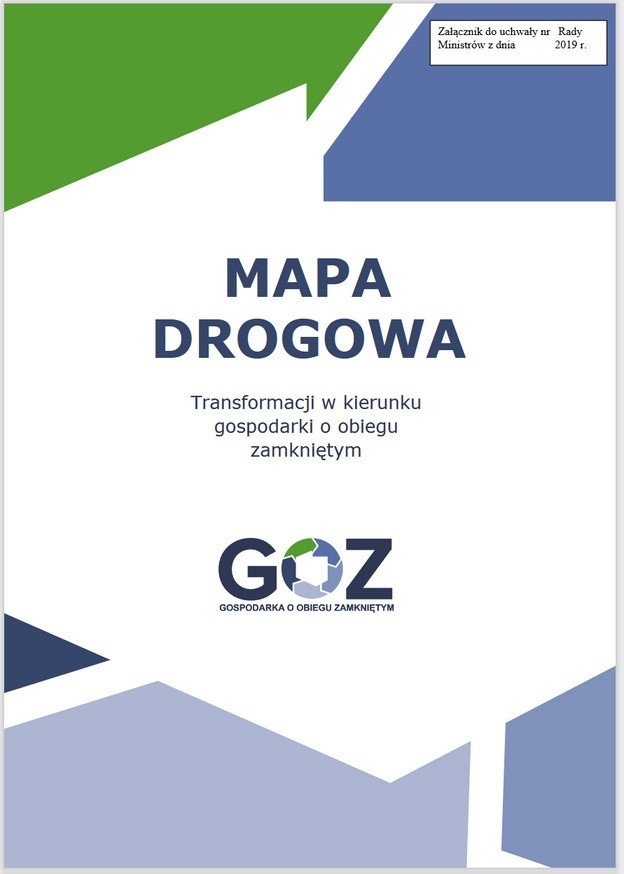 Załącznik do uchwały nr Rady
Ministrów z dnia 2019 r.
MAPA
DROGOWA
Transformacji w kierunku
gospodarki o obiegu
zamkniętym
GOZ
GOSPODARKA O OBIEGU ZAMKNIĘTYM